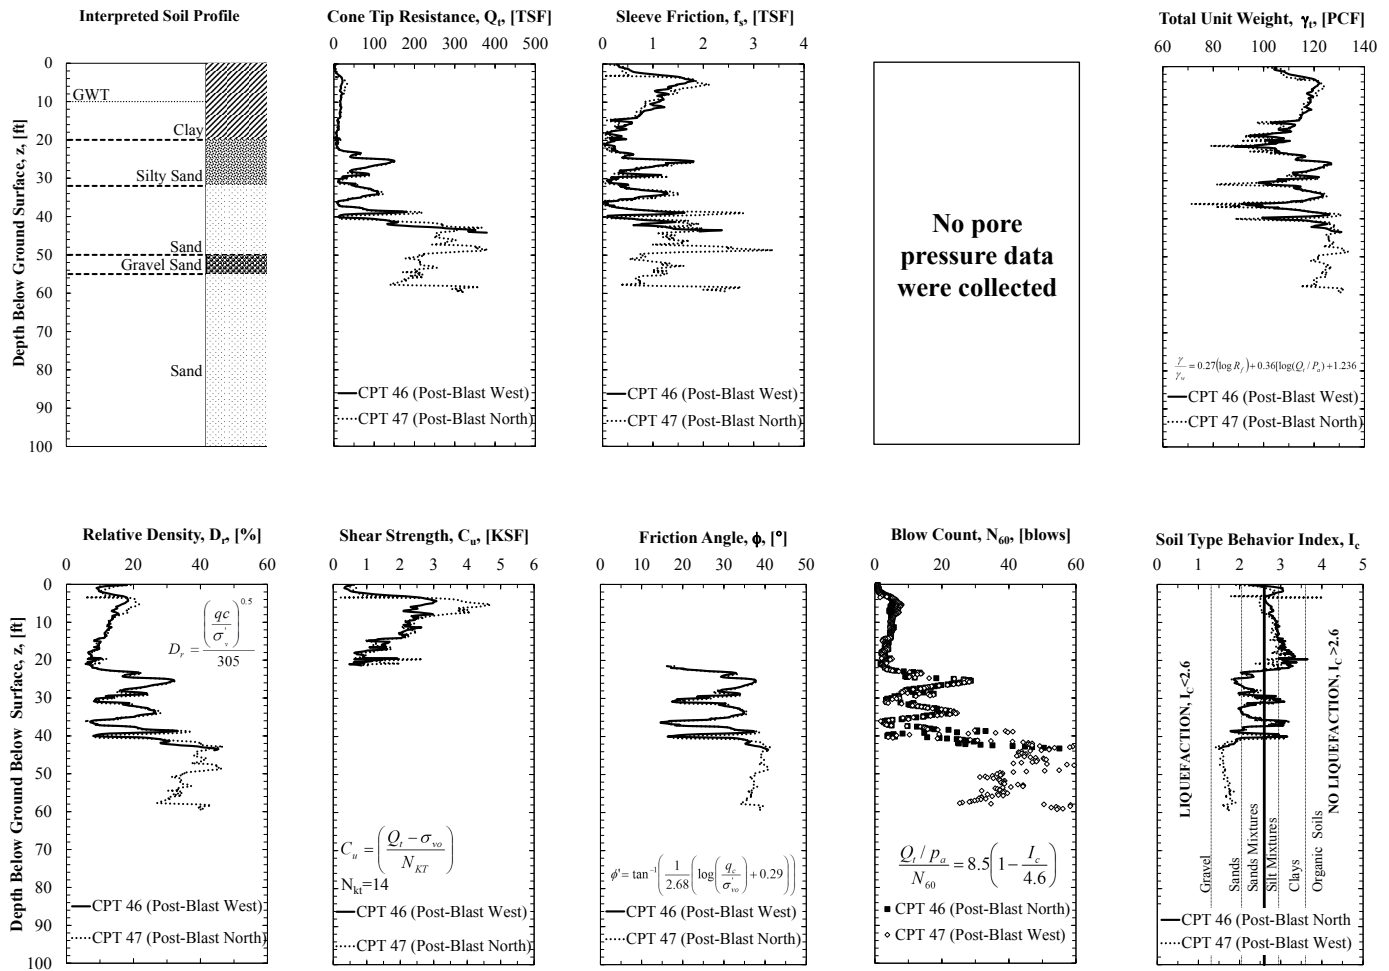 Interpreted Soil Profile
Cone Tip Resistance, Qt, [TSF]
Sleeve Friction, fs, [TSF]
Total Unit Weight, γt, [PCF]
0 100 200 300 400 500
0 1 2 3 4
60 80 100 120 140
Depth Below Ground Surface, z, [ft]
0
10
20
30
40
50
60
70
80
90
100
GWT
Clay
Silty Sand
Sand
Gravel Sand
Sand
CPT 46 (Post-Blast West)
CPT 47 (Post-Blast North)
CPT 46 (Post-Blast West)
CPT 47 (Post-Blast North)
No pore
pressure data
were collected
γ/γw = 0.27(log Rf)+0.36[log(Qt / Pa)+1.236
CPT 46 (Post-Blast West)
CPT 47 (Post-Blast North)
Relative Density, Dr, [%]
Shear Strength, Cu, [KSF]
Friction Angle, ϕ, [°]
Blow Count, N60, [blows]
Soil Type Behavior Index, Ic
0 20 40 60
0 1 2 3 4 5 6
0 10 20 30 40 50
0 20 40 60
0 1 2 3 4 5
Depth Below Ground Below Surface, z, [ft]
0
10
20
30
40
50
60
70
80
90
100
Dr = (qc/σ'v)^0.5/305
CPT 46 (Post-Blast West)
CPT 47 (Post-Blast North)
Cu = (Qt − σvo/NKT)
Nkt=14
CPT 46 (Post-Blast West)
CPT 47 (Post-Blast North)
ϕ'= tan^-1(1/2.68(log(qc/σ'vo)+0.29))
CPT 46 (Post-Blast West)
CPT 47 (Post-Blast North)
Qt / pa/N60 = 8.5(1 − Ic/4.6)
CPT 46 (Post-Blast North)
CPT 47 (Post-Blast West)
LIQUEFACTION, IC<2.6
NO LIQUEFACTION, IC >2.6
Gravel
Sands
Sands Mixtures
Silt Mixtures
Clays
Organic Soils
CPT 46 (Post-Blast North
CPT 47 (Post-Blast West)